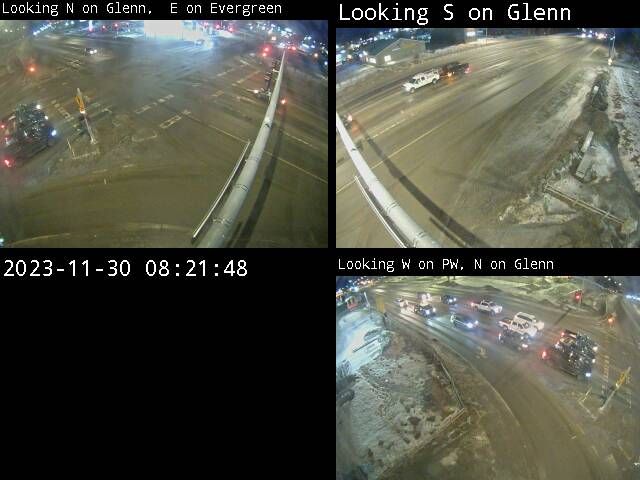 Looking N on Glenn,  E on Evergreen
Looking S on Glenn
2023-11-30 08:21:48
Looking W on PW, N on Glenn